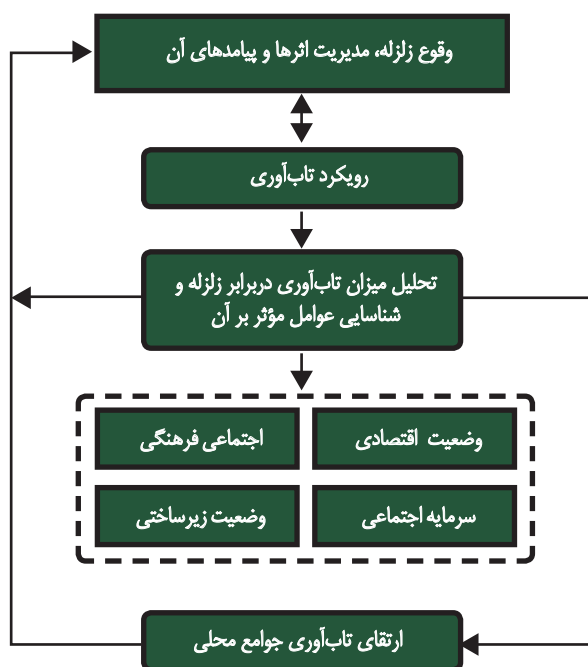 وقوع زلزله، مدیریت اثرها و پیامدهای آن
رویکرد تاب‌آوری
تحلیل میزان تاب‌آوری دربرابر زلزله و
شناسایی عوامل مؤثر بر آن
وضعیت اقتصادی
اجتماعی فرهنگی
سرمایه اجتماعی
وضعیت زیرساختی
ارتقای تاب‌آوری جوامع محلی